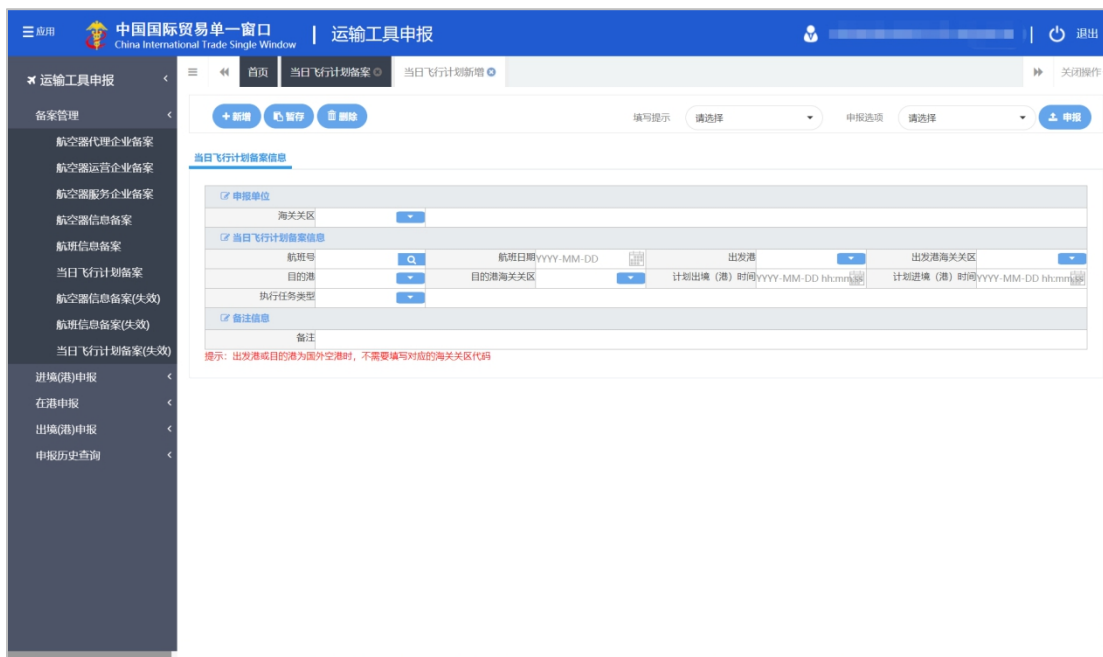 应用 中国国际贸易单一窗口 运输工具申报 退出
China International Trade Single Window
运输工具申报
首页 当日飞行计划备案 当日飞行计划新增 关闭操作
备案管理
航空器代理企业备案
航空器运营企业备案
航空器服务企业备案
航空器信息备案
航班信息备案
当日飞行计划备案
航空器信息备案(失效)
航班信息备案(失效)
当日飞行计划备案(失效)
进境(港)申报
在港申报
出境(港)申报
申报历史查询
新增 暂存 删除 填写提示 请选择 申报选项 请选择 申报
当日飞行计划备案信息
申报单位
海关关区
当日飞行计划备案信息
航班号 航班日期 YYYY-MM-DD 出发港 出发港海关关区
目的港 目的港海关关区 计划出境（港）时间 YYYY-MM-DD hh:mm 计划进境（港）时间 YYYY-MM-DD hh:mm
执行任务类型
备注信息
备注
提示：出发港或目的港为国外空港时，不需要填写对应的海关关区代码